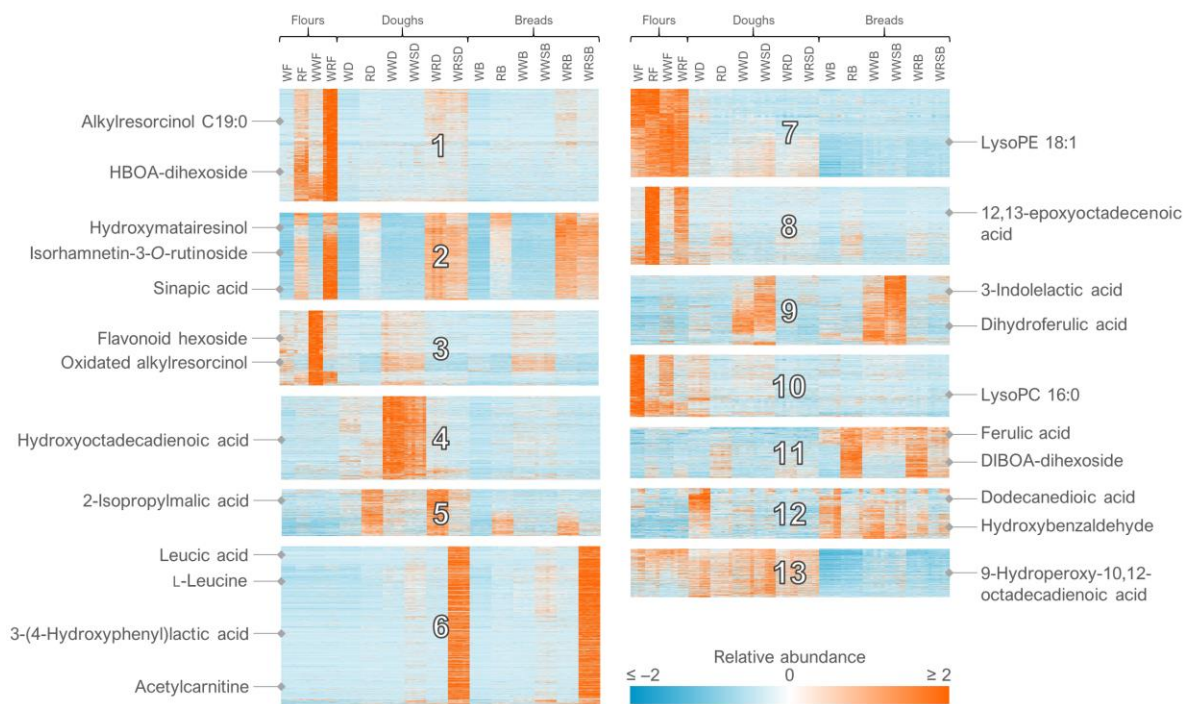 Flours Doughs Breads
WF RF WWF WRF WD RD WWD WWSD WRD WRSD WB RB WWB WWSB WRB WRSB
Alkylresorcinol C19:0
HBOA-dihexoside
1
Hydroxymatairesinol
Isorhamnetin-3-O-rutinoside
Sinapic acid
2
Flavonoid hexoside
Oxidated alkylresorcinol
3
Hydroxyoctadecadienoic acid
4
2-Isopropylmalic acid
5
Leucic acid
L-Leucine
3-(4-Hydroxyphenyl)lactic acid
Acetylcarnitine
6
Flours Doughs Breads
WF RF WWF WRF WD RD WWD WWSD WRD WRSD WB RB WWB WWSB WRB WRSB
7
LysoPE 18:1
8
12,13-epoxyoctadecenoic
acid
9
3-Indolelactic acid
Dihydroferulic acid
10
LysoPC 16:0
11
Ferulic acid
DIBOA-dihexoside
12
Dodecanedioic acid
Hydroxybenzaldehyde
13
9-Hydroperoxy-10,12-
octadecadienoic acid
Relative abundance
≤ −2 0 ≥ 2